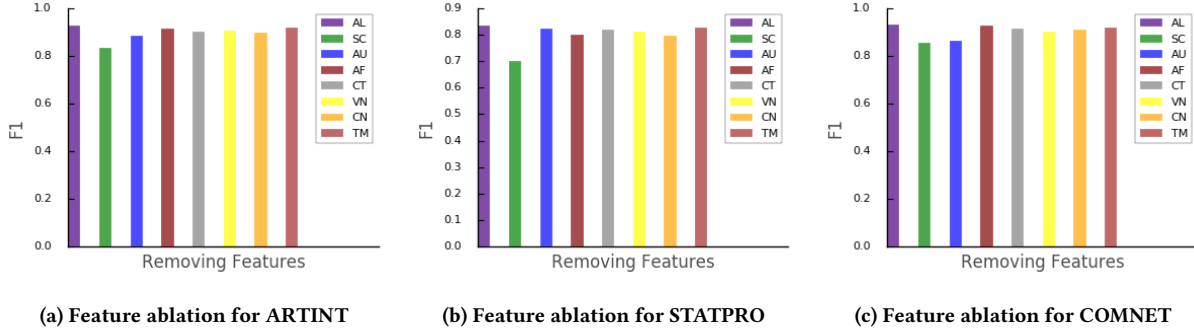 1.0
0.8
0.6
0.4
0.2
0.0
F1
AL
SC
AU
AF
CT
VN
CN
TM
Removing Features
(a) Feature ablation for ARTINT
0.9
0.8
0.7
0.6
0.5
0.4
0.3
0.2
0.1
0.0
F1
AL
SC
AU
AF
CT
VN
CN
TM
Removing Features
(b) Feature ablation for STATPRO
1.0
0.8
0.6
0.4
0.2
0.0
F1
AL
SC
AU
AF
CT
VN
CN
TM
Removing Features
(c) Feature ablation for COMNET